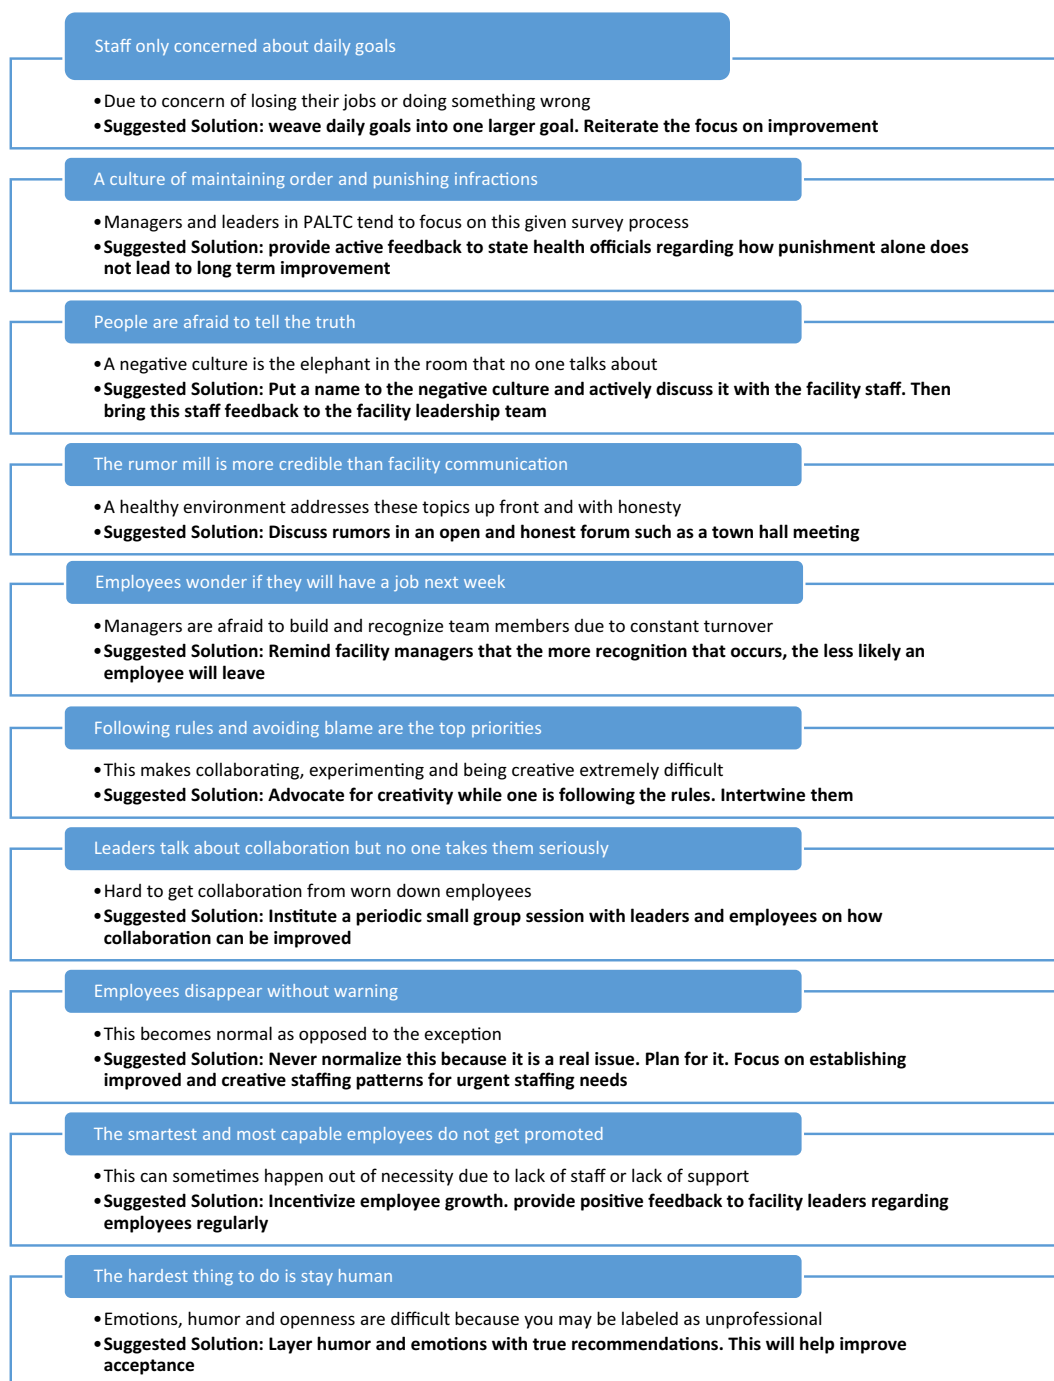 Staff only concerned about daily goals
•Due to concern of losing their jobs or doing something wrong
•Suggested Solution: weave daily goals into one larger goal. Reiterate the focus on improvement
A culture of maintaining order and punishing infractions
•Managers and leaders in PALTC tend to focus on this given survey process
•Suggested Solution: provide active feedback to state health officials regarding how punishment alone does
not lead to long term improvement
People are afraid to tell the truth
•A negative culture is the elephant in the room that no one talks about
•Suggested Solution: Put a name to the negative culture and actively discuss it with the facility staff. Then
bring this staff feedback to the facility leadership team
The rumor mill is more credible than facility communication
•A healthy environment addresses these topics up front and with honesty
•Suggested Solution: Discuss rumors in an open and honest forum such as a town hall meeting
Employees wonder if they will have a job next week
•Managers are afraid to build and recognize team members due to constant turnover
•Suggested Solution: Remind facility managers that the more recognition that occurs, the less likely an
employee will leave
Following rules and avoiding blame are the top priorities
•This makes collaborating, experimenting and being creative extremely difficult
•Suggested Solution: Advocate for creativity while one is following the rules. Intertwine them
Leaders talk about collaboration but no one takes them seriously
•Hard to get collaboration from worn down employees
•Suggested Solution: Institute a periodic small group session with leaders and employees on how
collaboration can be improved
Employees disappear without warning
•This becomes normal as opposed to the exception
•Suggested Solution: Never normalize this because it is a real issue. Plan for it. Focus on establishing
improved and creative staffing patterns for urgent staffing needs
The smartest and most capable employees do not get promoted
•This can sometimes happen out of necessity due to lack of staff or lack of support
•Suggested Solution: Incentivize employee growth. provide positive feedback to facility leaders regarding
employees regularly
The hardest thing to do is stay human
•Emotions, humor and openness are difficult because you may be labeled as unprofessional
•Suggested Solution: Layer humor and emotions with true recommendations. This will help improve
acceptance